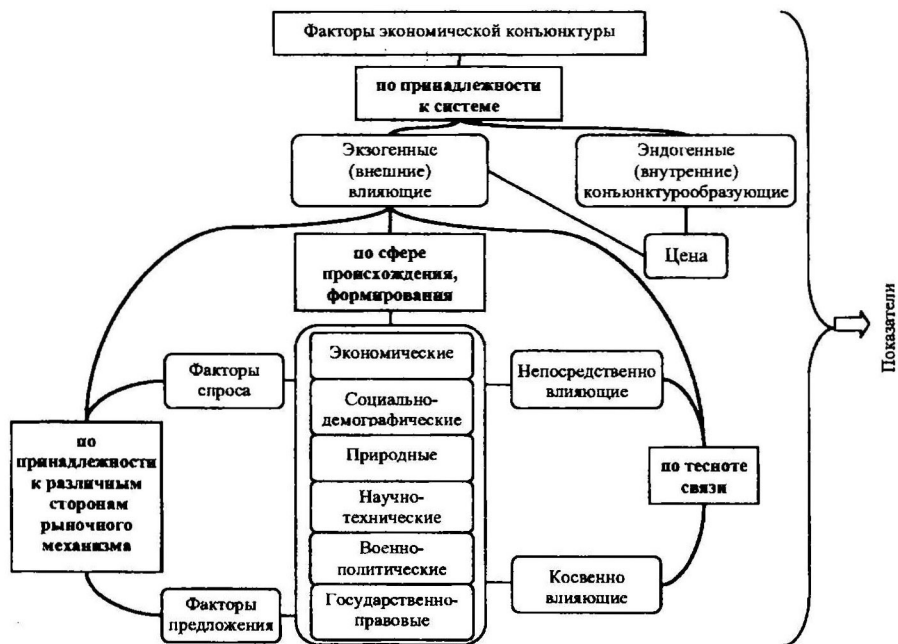 Факторы экономической конъюнктуры
по принадлежности
к системе
Экзогенные
(внешние)
влияющие
Эндогенные
(внутренние)
конъюнктурообразующие
Цена
по сфере
происхождения,
формирования
Экономические
Социально-
демографические
Природные
Научно-
технические
Военно-
политические
Государственно-
правовые
Факторы
спроса
Непосредственно
влияющие
по
принадлежности
к различным
сторонам
рыночного
механизма
по тесноте
связи
Факторы
предложения
Косвенно
влияющие
Показатели